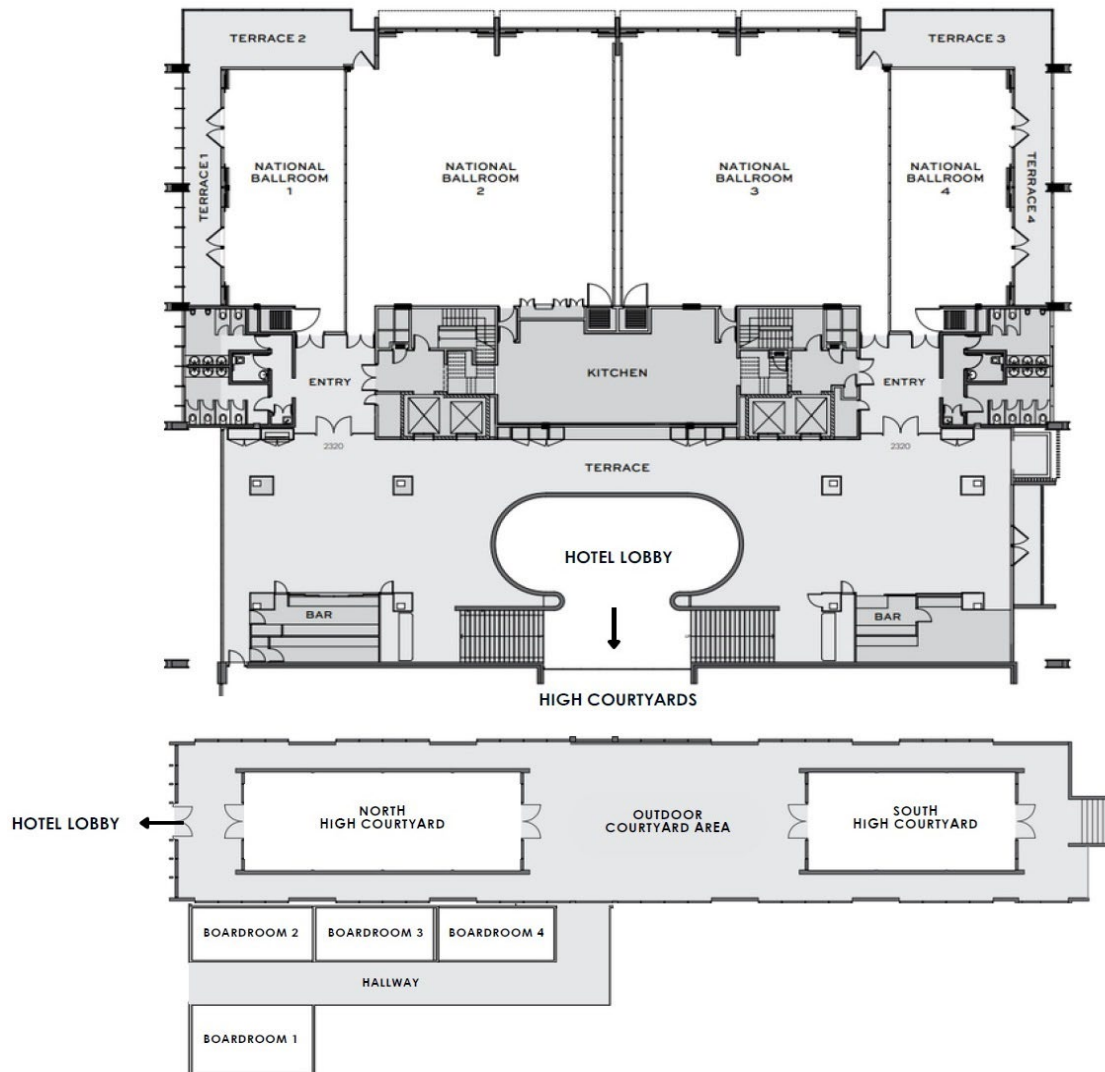 TERRACE 2
TERRACE 3
TERRACE 1
NATIONAL
BALLROOM
1
NATIONAL
BALLROOM
2
NATIONAL
BALLROOM
3
NATIONAL
BALLROOM
4
TERRACE 4
ENTRY
KITCHEN
ENTRY
2320
2320
TERRACE
HOTEL LOBBY
BAR
BAR
HIGH COURTYARDS
HOTEL LOBBY
NORTH
HIGH COURTYARD
OUTDOOR
COURTYARD AREA
SOUTH
HIGH COURTYARD
BOARDROOM 2
BOARDROOM 3
BOARDROOM 4
HALLWAY
BOARDROOM 1